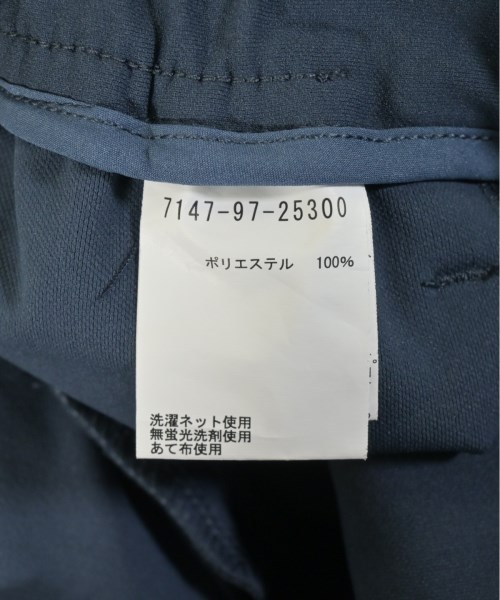 7147-97-25300
ポリエステル 100%
洗濯ネット使用
無蛍光洗剤使用
あて布使用